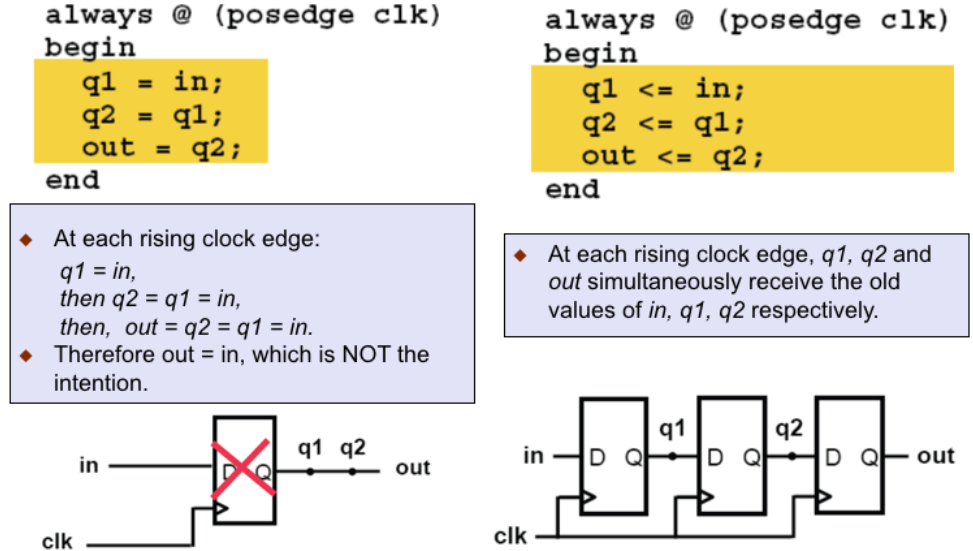 always @ (posedge clk)
begin
q1 = in;
q2 = q1;
out = q2;
end
◆ At each rising clock edge:
q1 = in,
then q2 = q1 = in,
then, out = q2 = q1 = in.
◆ Therefore out = in, which is NOT the
intention.
in
D Q
q1 q2
out
clk
always @ (posedge clk)
begin
q1 <= in;
q2 <= q1;
out <= q2;
end
◆ At each rising clock edge, q1, q2 and
out simultaneously receive the old
values of in, q1, q2 respectively.
in
D Q
q1
D Q
q2
D Q
out
clk